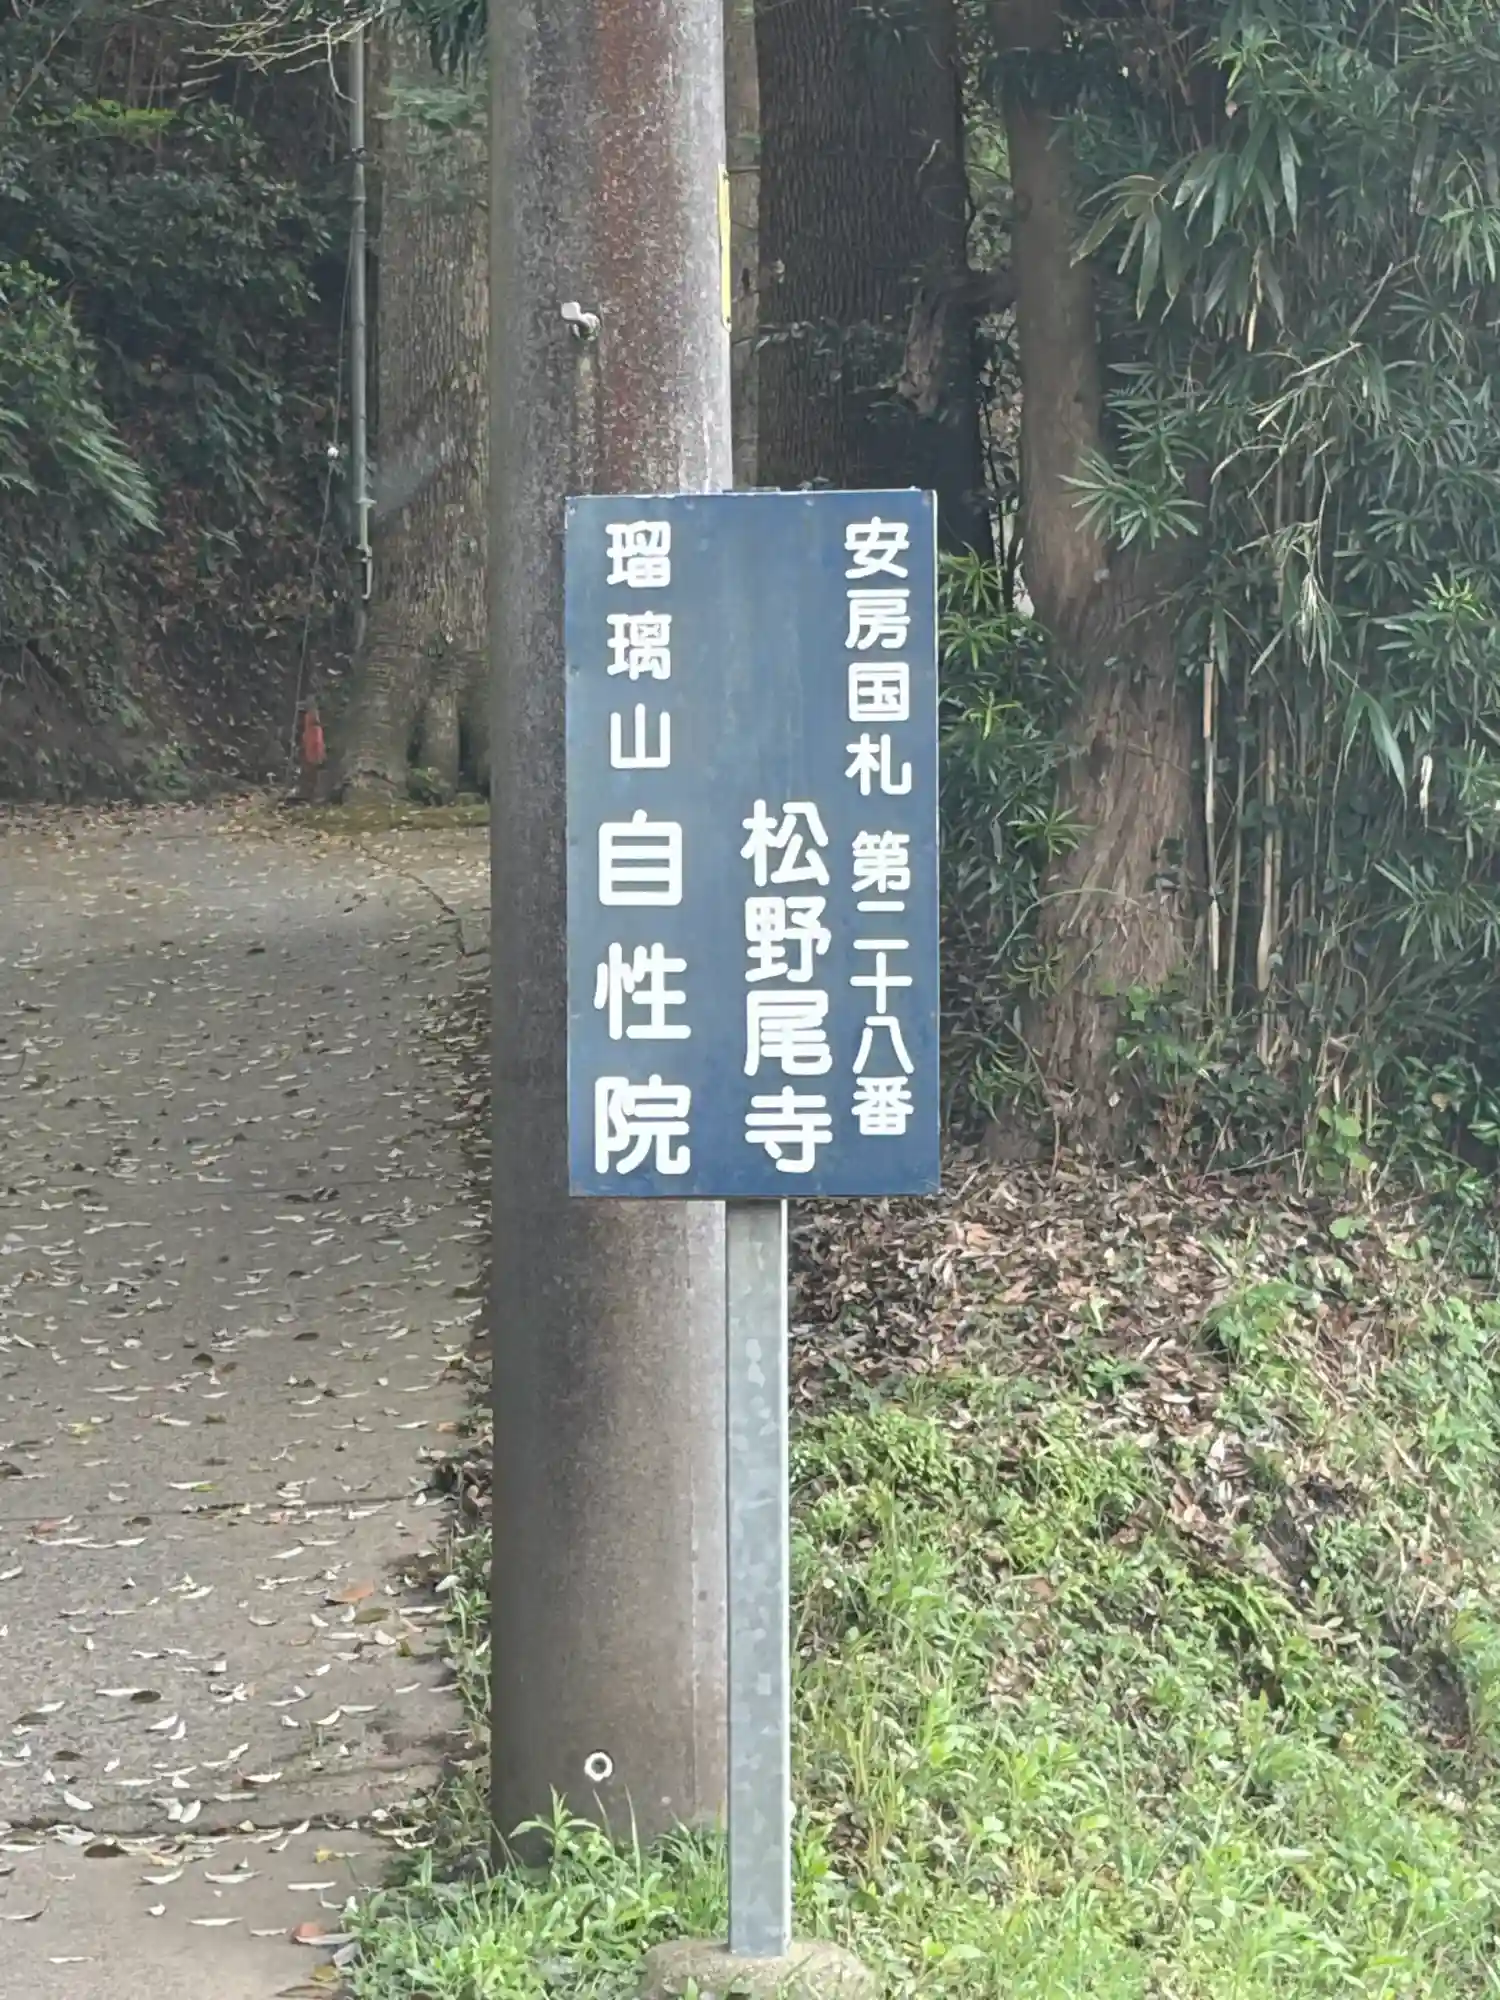 安房国札 第二十八番
松野尾寺
瑠璃山 自性院